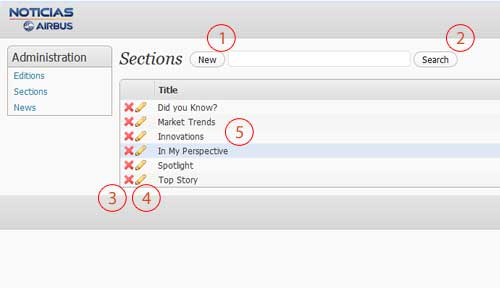 NOTICIAS
AIRBUS
Administration
Editions
Sections
News
Sections New Search
1
2
Title
Did you Know?
Market Trends
Innovations
In My Perspective
Spotlight
Top Story
5
3
4